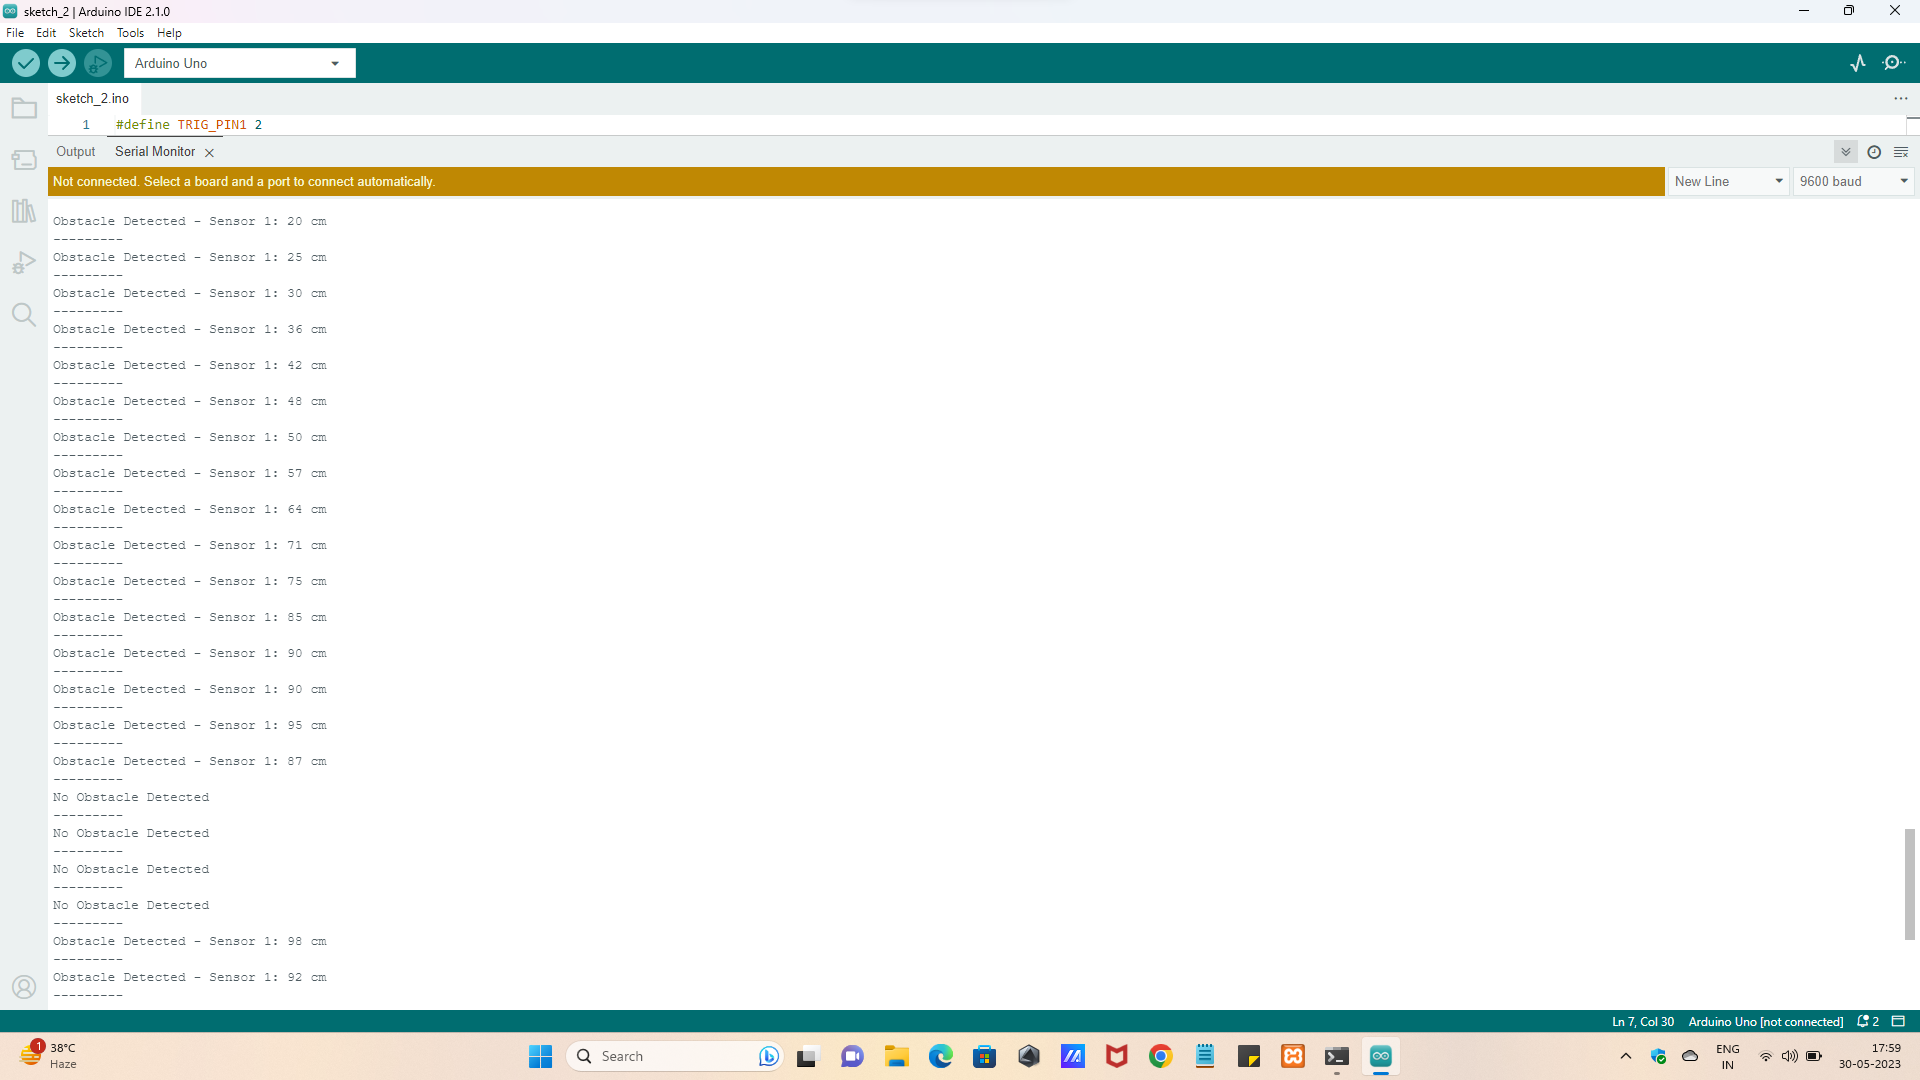 sketch_2 | Arduino IDE 2.1.0
File Edit Sketch Tools Help
Arduino Uno
sketch_2.ino
1 #define TRIG_PIN1 2
Output Serial Monitor
Not connected. Select a board and a port to connect automatically.
New Line
9600 baud
Obstacle Detected - Sensor 1: 20 cm
---------
Obstacle Detected - Sensor 1: 25 cm
---------
Obstacle Detected - Sensor 1: 30 cm
---------
Obstacle Detected - Sensor 1: 36 cm
---------
Obstacle Detected - Sensor 1: 42 cm
---------
Obstacle Detected - Sensor 1: 48 cm
---------
Obstacle Detected - Sensor 1: 50 cm
---------
Obstacle Detected - Sensor 1: 57 cm
---------
Obstacle Detected - Sensor 1: 64 cm
---------
Obstacle Detected - Sensor 1: 71 cm
---------
Obstacle Detected - Sensor 1: 75 cm
---------
Obstacle Detected - Sensor 1: 85 cm
---------
Obstacle Detected - Sensor 1: 90 cm
---------
Obstacle Detected - Sensor 1: 90 cm
---------
Obstacle Detected - Sensor 1: 95 cm
---------
Obstacle Detected - Sensor 1: 87 cm
---------
No Obstacle Detected
---------
No Obstacle Detected
---------
No Obstacle Detected
---------
No Obstacle Detected
---------
Obstacle Detected - Sensor 1: 98 cm
---------
Obstacle Detected - Sensor 1: 92 cm
---------
Ln 7, Col 30 Arduino Uno [not connected] 2
1
38°C
Haze
Search
ENG
IN
17:59
30-05-2023